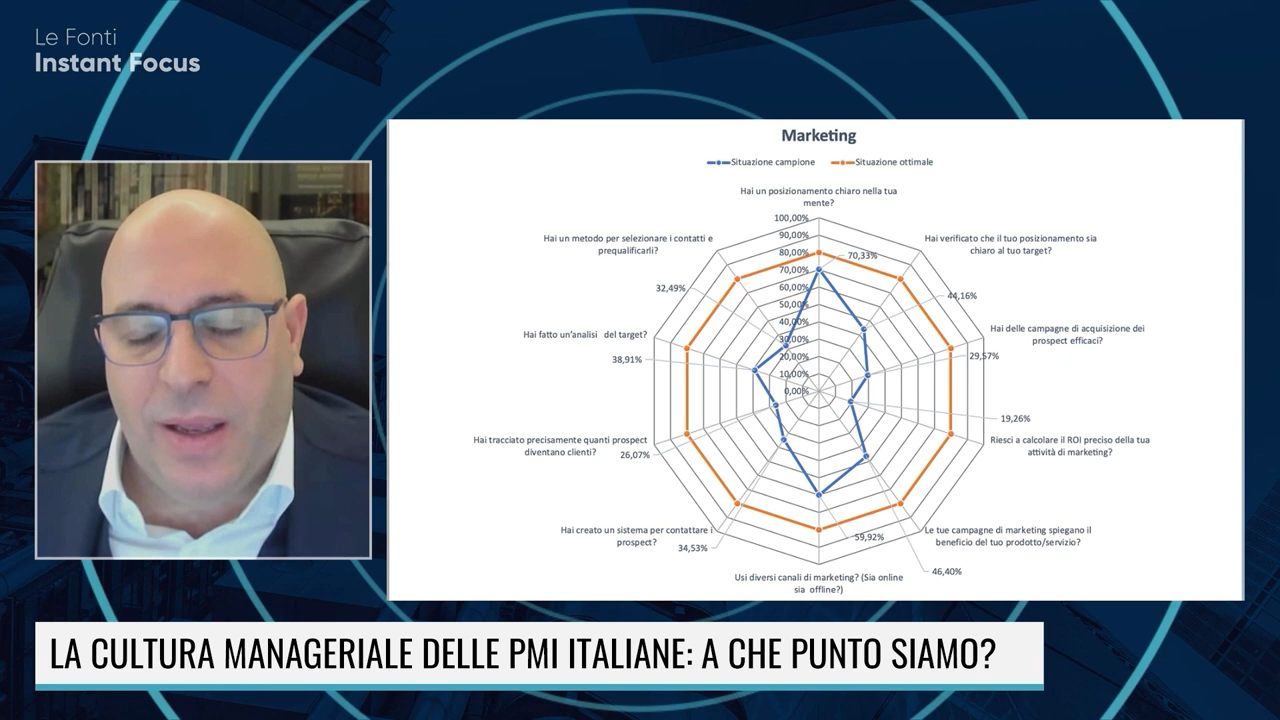 Le Fonti
Instant Focus
Marketing
Situazione campione
Situazione ottimale
Hai un posizionamento chiaro nella tua
mente?
100,00%
90,00%
80,00%
70,00%
60,00%
50,00%
40,00%
30,00%
20,00%
10,00%
0,00%
70,33%
Hai verificato che il tuo posizionamento sia
chiaro al tuo target?
44,16%
Hai delle campagne di acquisizione dei
prospect efficaci?
29,57%
19,26%
Riesci a calcolare il ROI preciso della tua
attività di marketing?
Le tue campagne di marketing spiegano il
beneficio del tuo prodotto/servizio?
46,40%
59,92%
Usi diversi canali di marketing? (Sia online
sia offline?)
Hai creato un sistema per contattare i
prospect?
34,53%
Hai tracciato precisamente quanti prospect
diventano clienti?
26,07%
Hai fatto un'analisi del target?
38,91%
Hai un metodo per selezionare i contatti e
prequalificarli?
32,49%
LA CULTURA MANAGERIALE DELLE PMI ITALIANE: A CHE PUNTO SIAMO?